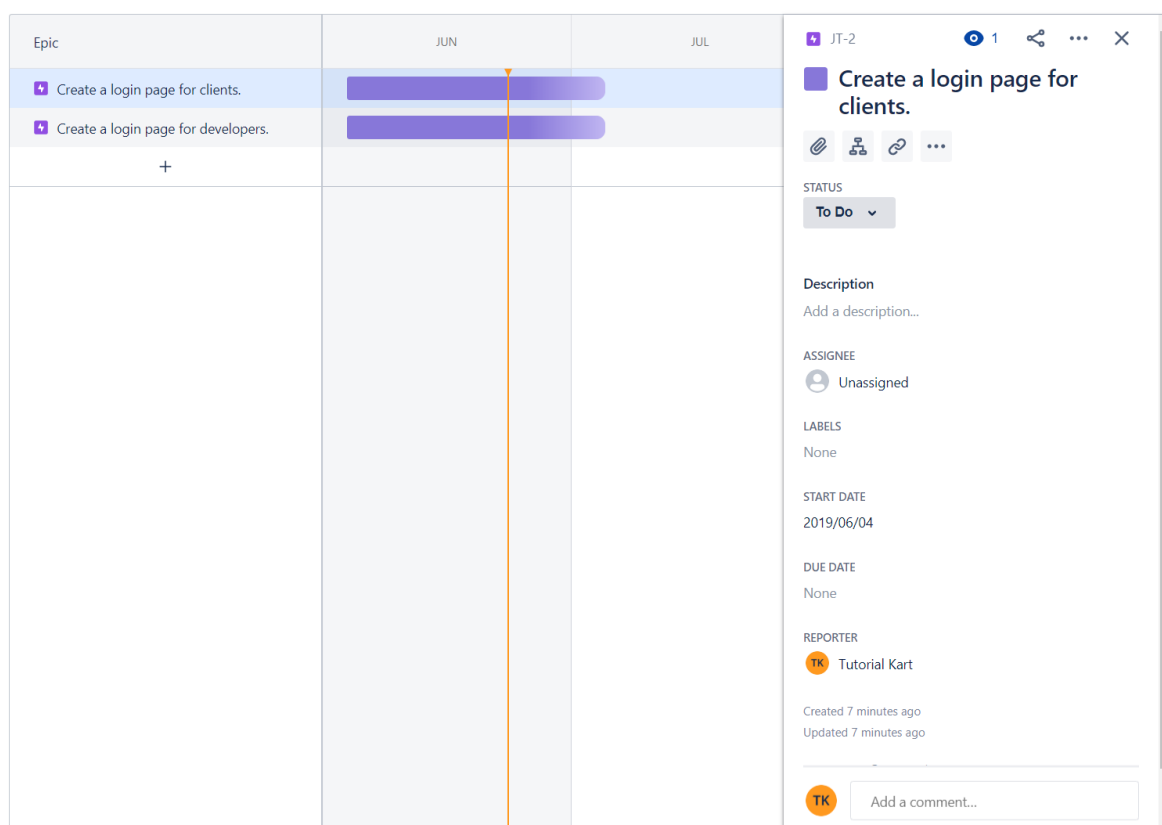 Epic
JUN
JUL
Create a login page for clients.
Create a login page for developers.
JT-2
1
Create a login page for
clients.
STATUS
To Do
Description
Add a description...
ASSIGNEE
Unassigned
LABELS
None
START DATE
2019/06/04
DUE DATE
None
REPORTER
TK Tutorial Kart
Created 7 minutes ago
Updated 7 minutes ago
TK Add a comment...